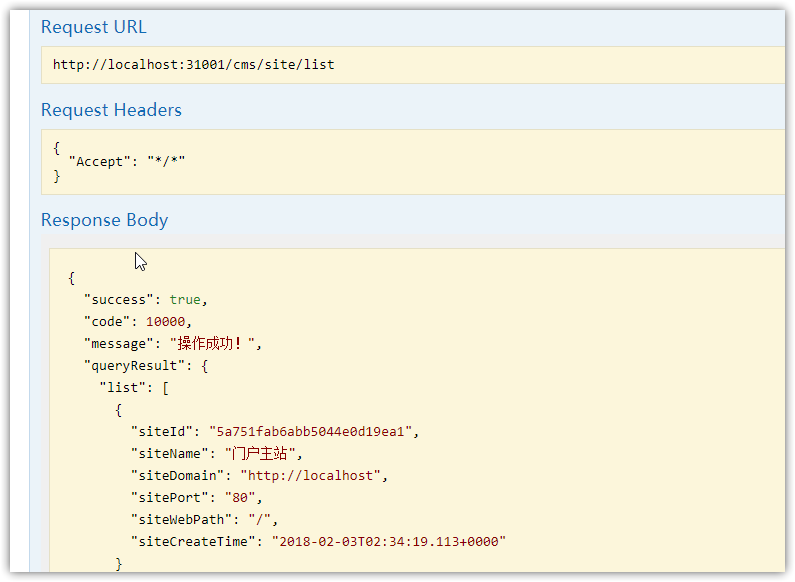 Request URL
http://localhost:31001/cms/site/list
Request Headers
{
"Accept": "*/*"
}
Response Body
{
"success": true,
"code": 10000,
"message": "操作成功！",
"queryResult": {
"list": [
{
"siteId": "5a751fab6abb5044e0d19ea1",
"siteName": "门户主站",
"siteDomain": "http://localhost",
"sitePort": "80",
"siteWebPath": "/",
"siteCreateTime": "2018-02-03T02:34:19.113+0000"
}